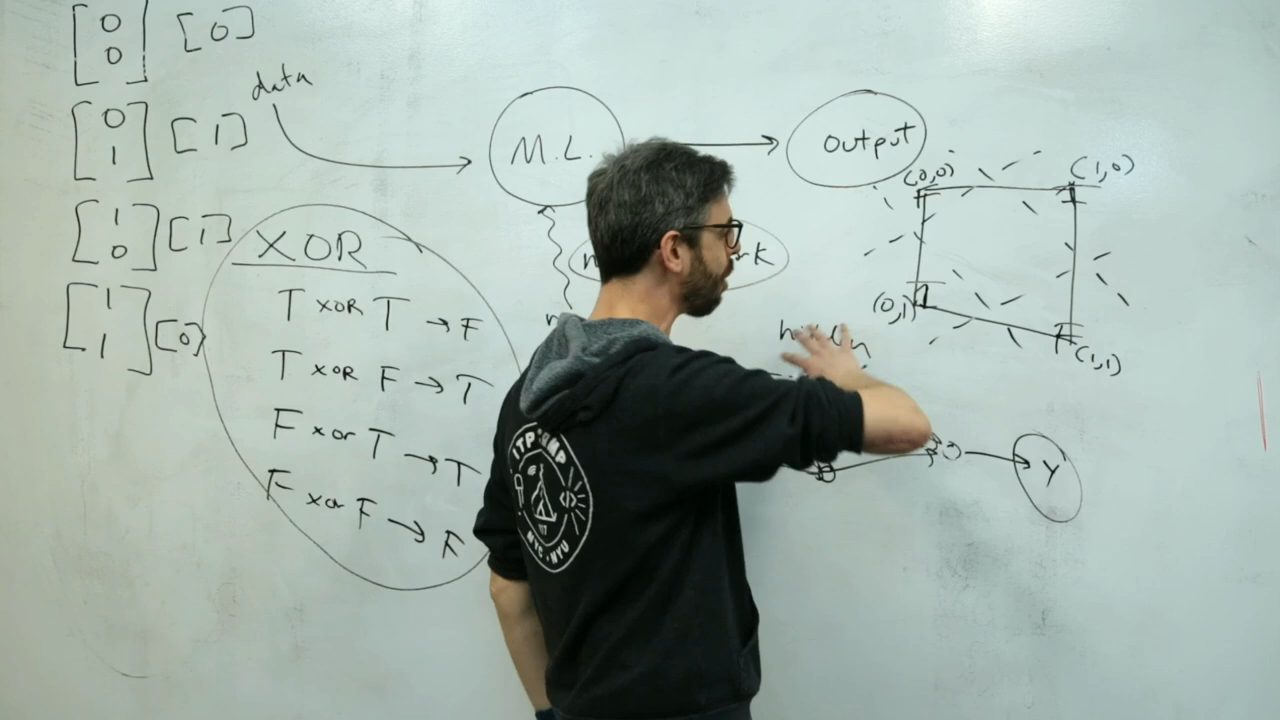 [0 0] [0]
[0 1] [1]
[1 0] [1]
[1 1] [0]
data
M.L.
output
XOR
T XOR T → F
T XOR F → T
F xor T → T
F xor F → F
(0,0)
(1,0)
(0,1)
(1,1)
Y
ITP CAMP
NYC · NYU